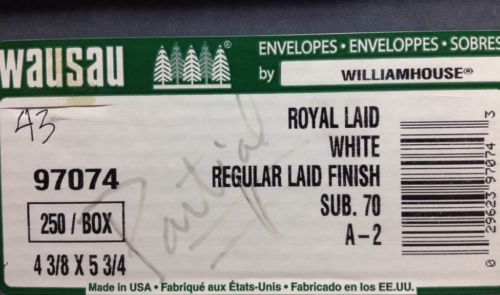 wausau ® ENVELOPES • ENVELOPPES • SOBRES
by WILLIAMHOUSE®
43
ROYAL LAID
WHITE
97074 REGULAR LAID FINISH
Partial
250 / BOX SUB. 70
A-2
4 3/8 X 5 3/4
0 29623 97074 3
Made in USA • Fabriqué aux États-Unis • Fabricado en los EE.UU.